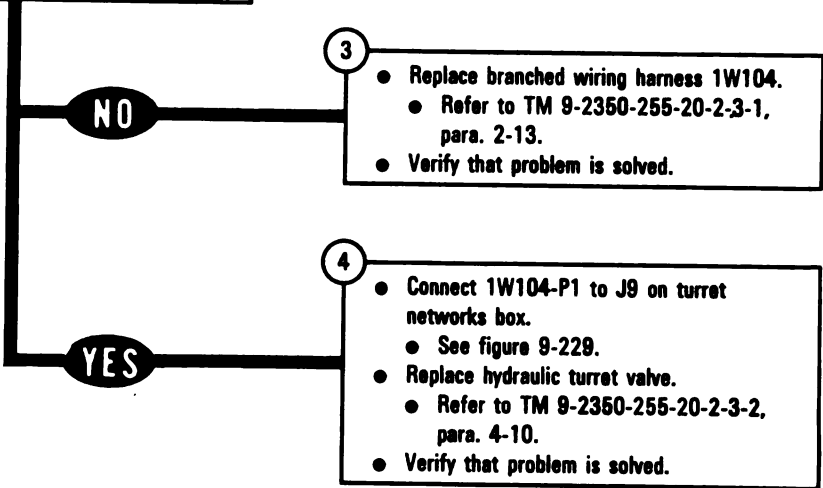 3
● Replace branched wiring harness 1W104.
● Refer to TM 9-2350-255-20-2-3-1,
para. 2-13.
● Verify that problem is solved.
NO
4
● Connect 1W104-P1 to J9 on turret
networks box.
● See figure 9-229.
● Replace hydraulic turret valve.
● Refer to TM 9-2350-255-20-2-3-2,
para. 4-10.
● Verify that problem is solved.
YES